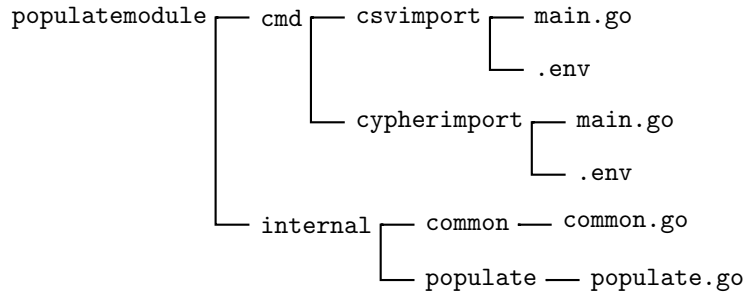 populatemodule cmd csvimport main.go
.env
cypherimport main.go
.env
internal common common.go
populate populate.go